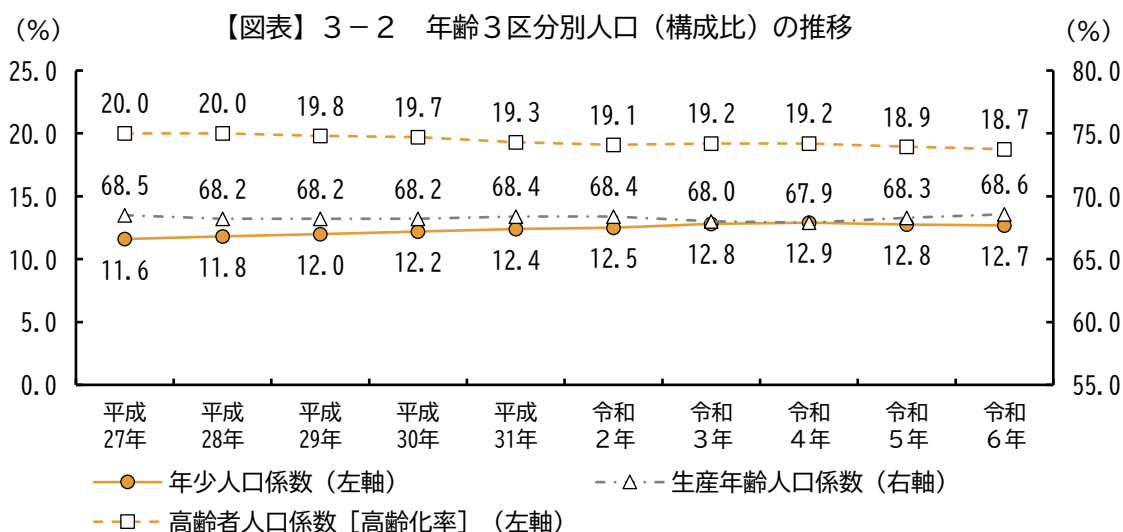 【図表】３－２　年齢３区分別人口（構成比）の推移
(%) (%)
25.0 80.0
20.0 20.0 19.8 19.7 19.3 19.1 19.2 19.2 18.9 18.7
20.0 75.0
68.5 68.2 68.2 68.2 68.4 68.4 68.0 67.9 68.3 68.6
15.0 70.0
10.0 65.0
11.6 11.8 12.0 12.2 12.4 12.5 12.8 12.9 12.8 12.7
5.0 60.0
0.0 55.0
平成 平成 平成 平成 平成 令和 令和 令和 令和 令和
27年 28年 29年 30年 31年 ２年 ３年 ４年 ５年 ６年
年少人口係数（左軸） 生産年齢人口係数（右軸）
高齢者人口係数［高齢化率］（左軸）